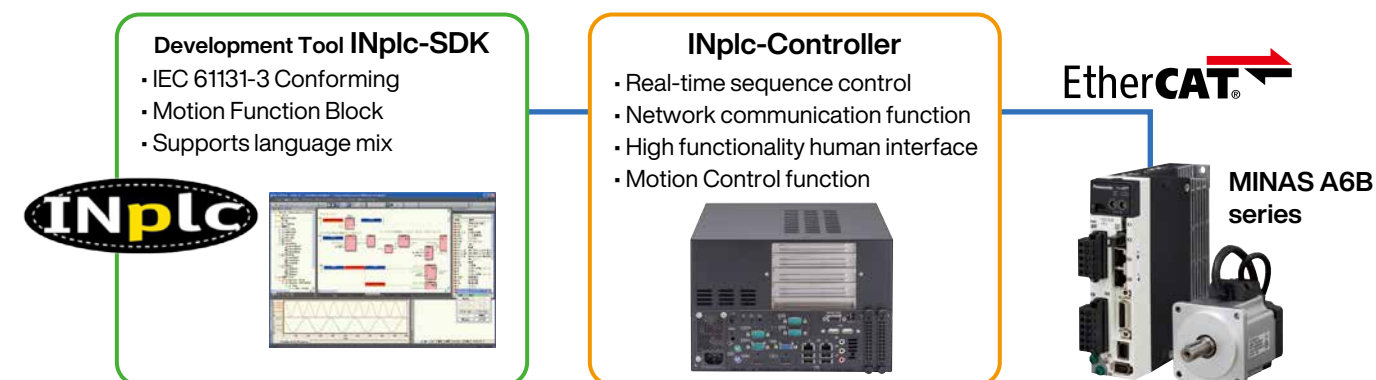 Development Tool INplc-SDK
· IEC 61131-3 Conforming
· Motion Function Block
· Supports language mix
INplc
INplc-Controller
· Real-time sequence control
· Network communication function
· High functionality human interface
· Motion Control function
EtherCAT®
MINAS A6B
series
Panasonic